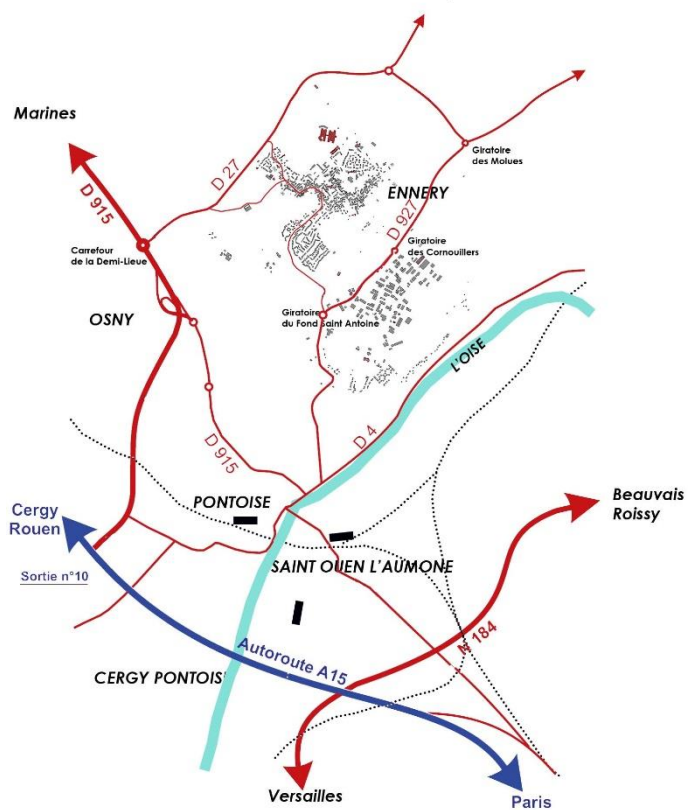 Marines
D 27
D 915
Giratoire
des Molues
ENNERY
D 927
Carrefour
de la Demi-Lieue
Giratoire
des Cornouillers
OSNY
Giratoire
du Fond Saint Antoine
L'OISE
D 4
D 915
PONTOISE
Beauvais
Roissy
Cergy
Rouen
Sortie n°10
SAINT OUEN L'AUMONE
N 184
Autoroute A15
CERGY PONTOIS
Versailles
Paris